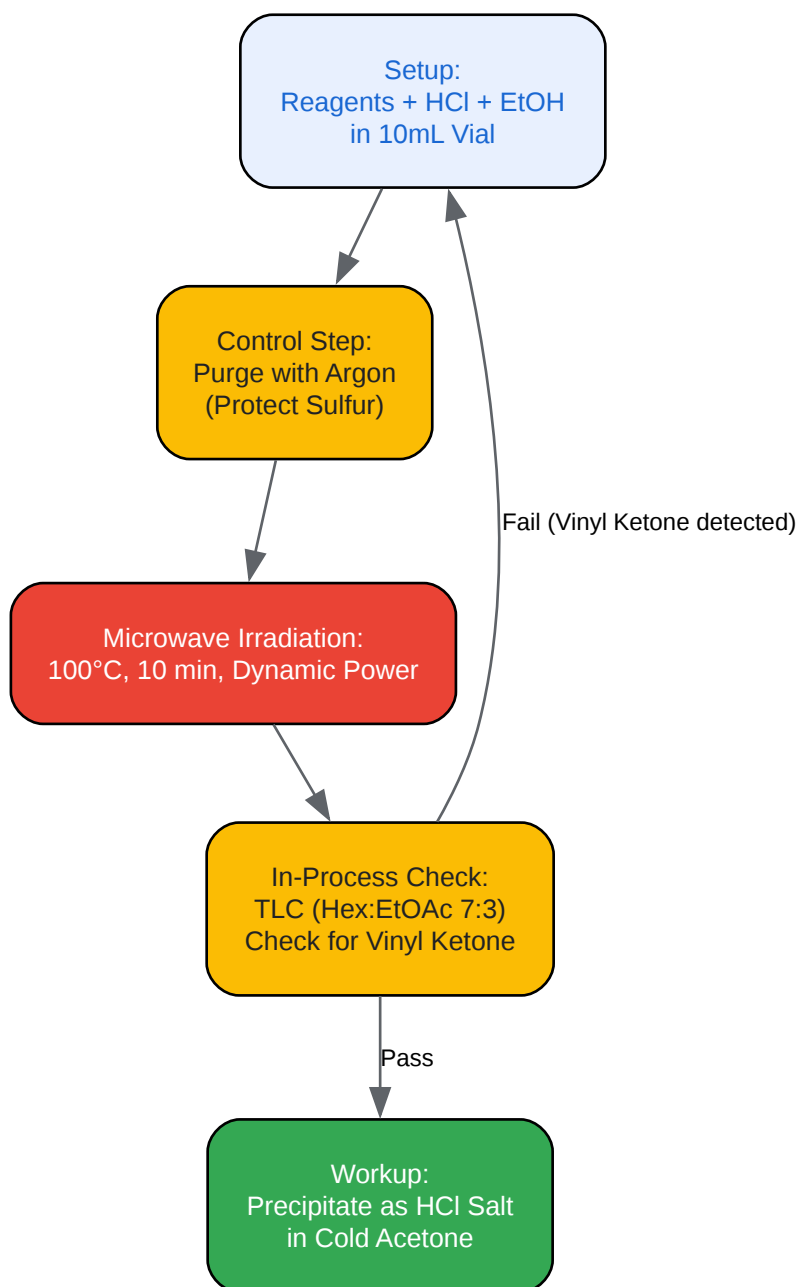 Setup:
Reagents + HCl + EtOH
in 10mL Vial
Control Step:
Purge with Argon
(Protect Sulfur)
Fail (Vinyl Ketone detected)
Microwave Irradiation:
100°C, 10 min, Dynamic Power
In-Process Check:
TLC (Hex:EtOAc 7:3)
Check for Vinyl Ketone
Pass
Workup:
Precipitate as HCl Salt
in Cold Acetone